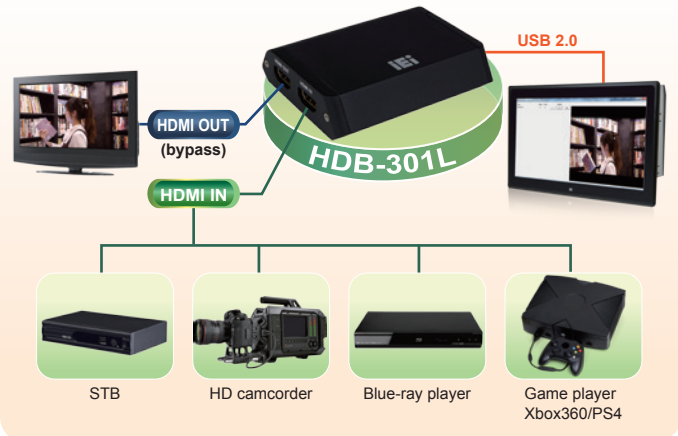 USB 2.0
iEi
HDMI OUT
(bypass)
HDB-301L
HDMI IN
STB
HD camcorder
Blue-ray player
Game player
Xbox360/PS4